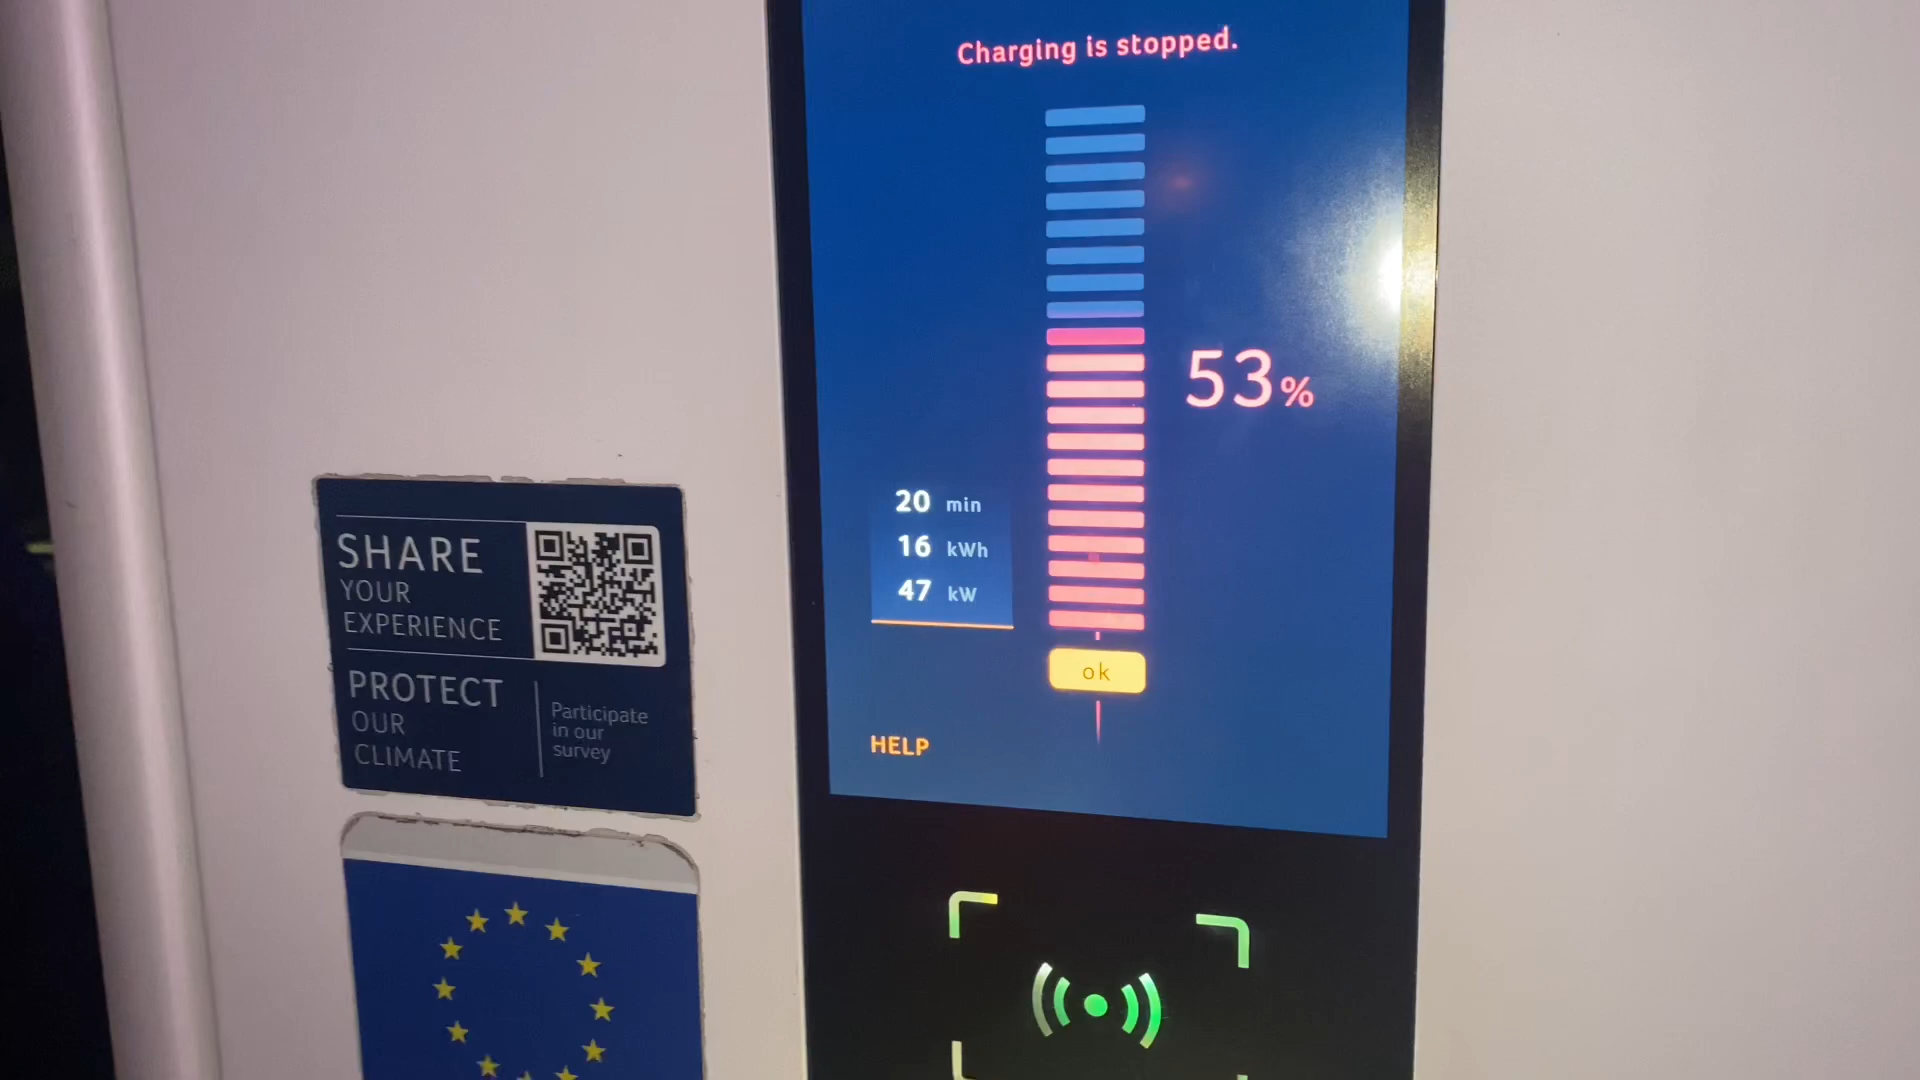 Charging is stopped.
53%
20 min
16 kWh
47 kW
ok
HELP
SHARE
YOUR
EXPERIENCE
PROTECT
OUR
CLIMATE
Participate
in our
survey